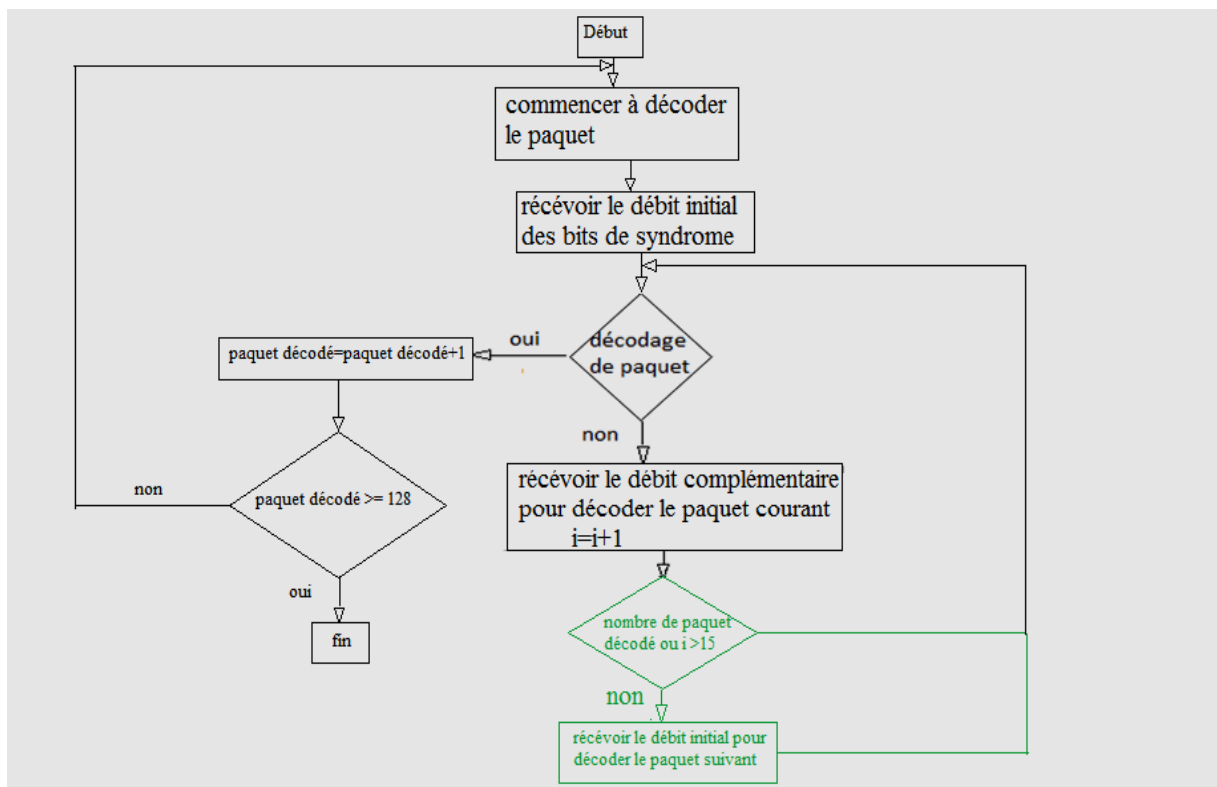 Début
commencer à décoder
le paquet
récévoir le débit initial
des bits de syndrome
décodage
de paquet
oui
paquet décodé=paquet décodé+1
non
récévoir le débit complémentaire
pour décoder le paquet courant
i=i+1
paquet décodé >= 128
non
oui
fin
nombre de paquet
décodé ou i >15
non
récévoir le débit initial pour
décoder le paquet suivant